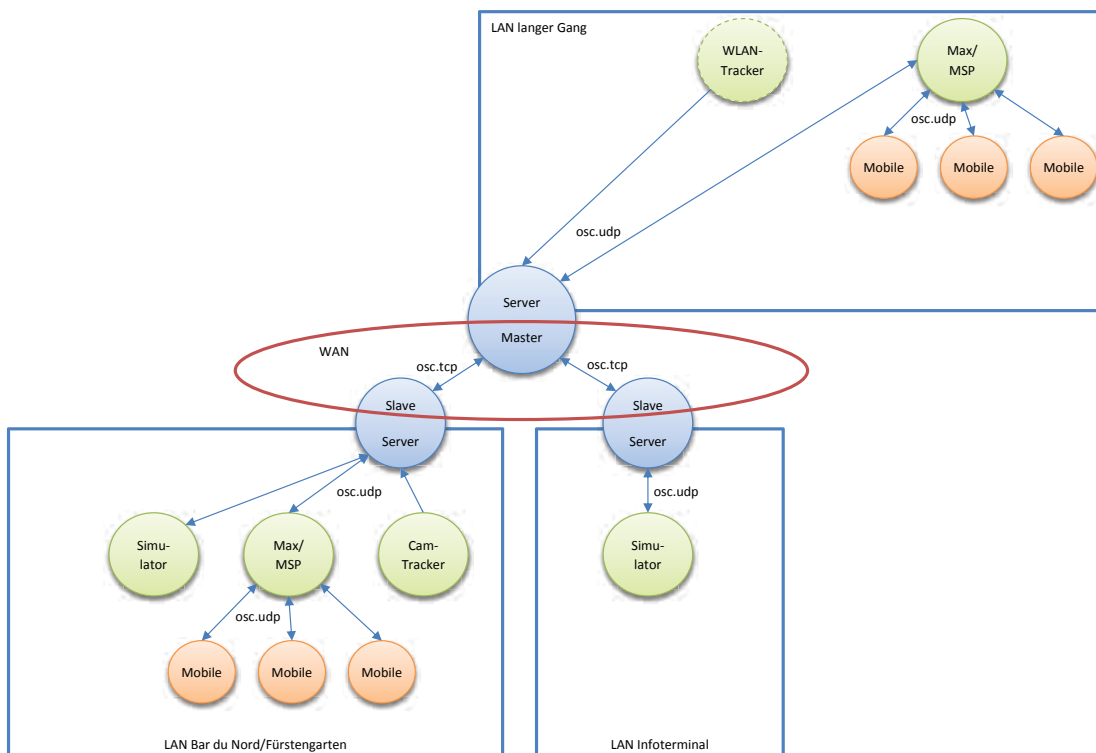 LAN langer Gang
WLAN-
Tracker
Max/
MSP
osc.udp
Mobile
Mobile
Mobile
osc.udp
Server
Master
WAN
osc.tcp
osc.tcp
Slave
Server
Slave
Server
osc.udp
osc.udp
Simu-
lator
Max/
MSP
Cam-
Tracker
Simu-
lator
osc.udp
Mobile
Mobile
Mobile
LAN Bar du Nord/Fürstengarten
LAN Infoterminal